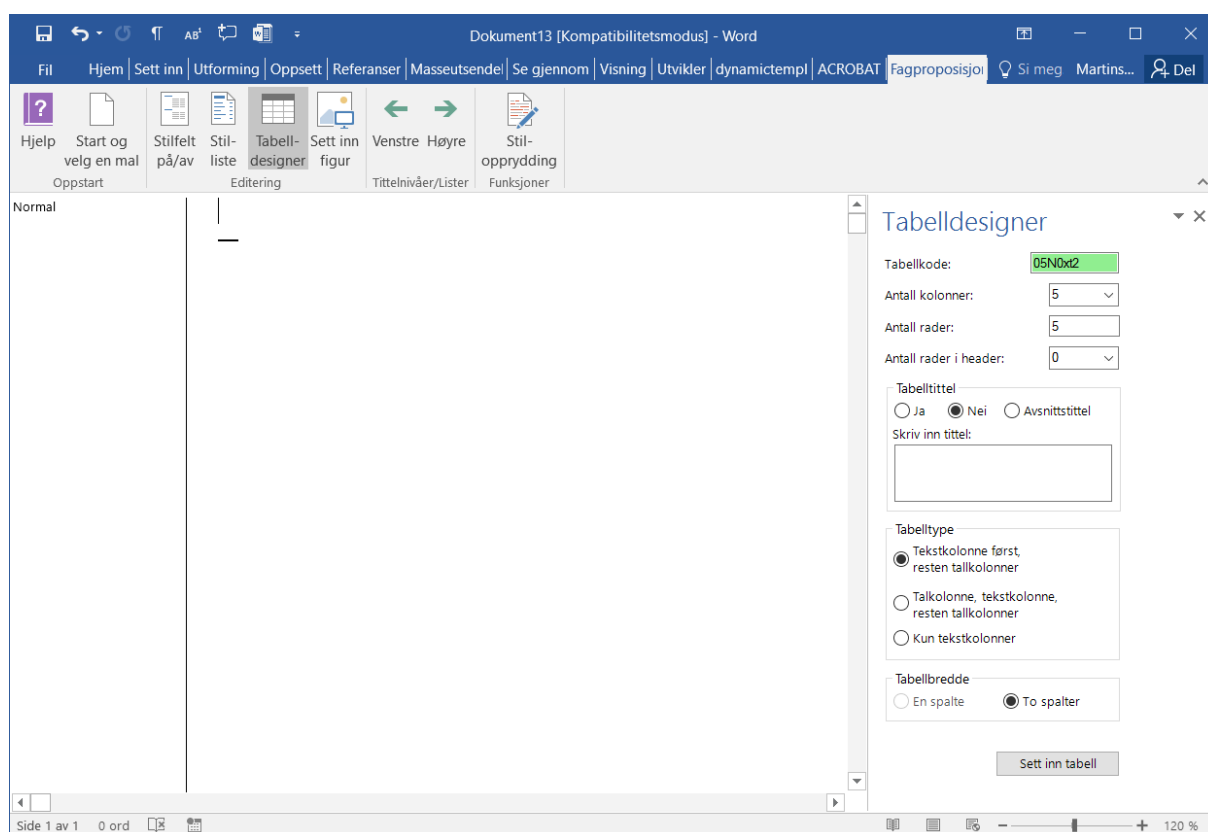 AB¹ Dokument13 [Kompatibilitetsmodus] - Word
Fil Hjem Sett inn Utforming Oppsett Referanser Masseutsendel Se gjennom Visning Utvikler dynamictempl ACROBAT Fagproposisjoi Si meg Martins... Del
Hjelp Start og Stilfelt Stil- Tabell- Sett inn Venstre Høyre Stil-
velg en mal på/av liste designer figur opprydding
Oppstart Editering Tittelnivåer/Lister Funksjoner
Normal
Tabelldesigner
Tabellkode: 05N0xt2
Antall kolonner: 5
Antall rader: 5
Antall rader i header: 0
Tabelltittel
Ja Nei Avsnittstittel
Skriv inn tittel:
Tabelltype
Tekstkolonne først,
resten tallkolonner
Talkolonne, tekstkolonne,
resten tallkolonner
Kun tekstkolonner
Tabellbredde
En spalte To spalter
Sett inn tabell
Side 1 av 1 0 ord 120 %